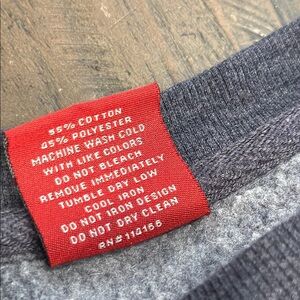 55% COTTON
45% POLYESTER
MACHINE WASH COLD
WITH LIKE COLORS
DO NOT BLEACH
REMOVE IMMEDIATELY
TUMBLE DRY LOW
COOL IRON
DO NOT IRON DESIGN
DO NOT DRY CLEAN
RN# 114166